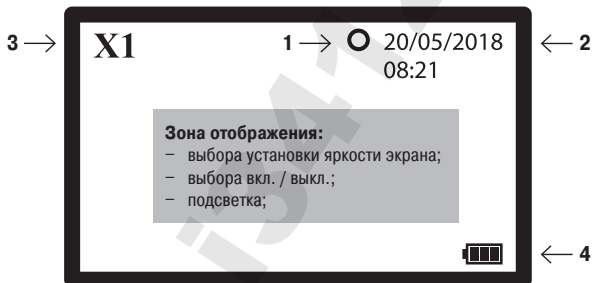 3 → X1 1 → 20/05/2018 ← 2
08:21
Зона отображения:
– выбора установки яркости экрана;
– выбора вкл. / выкл.;
– подсветка;
← 4